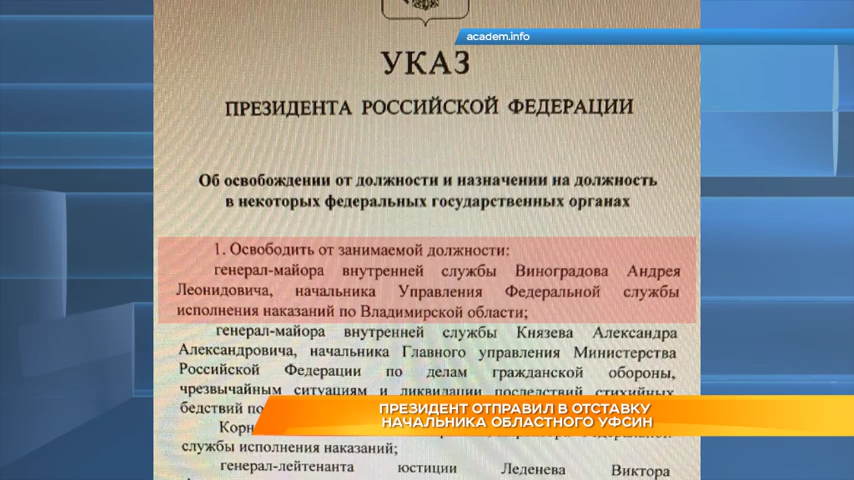 academ.info
УКАЗ
ПРЕЗИДЕНТА РОССИЙСКОЙ ФЕДЕРАЦИИ
Об освобождении от должности и назначении на должность
в некоторых федеральных государственных органах
1. Освободить от занимаемой должности:
генерал-майора внутренней службы Виноградова Андрея
Леонидовича, начальника Управления Федеральной службы
исполнения наказаний по Владимирской области;
генерал-майора внутренней службы Князева Александра
Александровича, начальника Главного управления Министерства
Российской Федерации по делам гражданской обороны,
чрезвычайным ситуациям и ликвидации последствий стихийных
бедствий по
ПРЕЗИДЕНТ ОТПРАВИЛ В ОТСТАВКУ
НАЧАЛЬНИКА ОБЛАСТНОГО УФСИН
Корн
службы исполнения наказаний;
генерал-лейтенанта юстиции Леденева Виктора